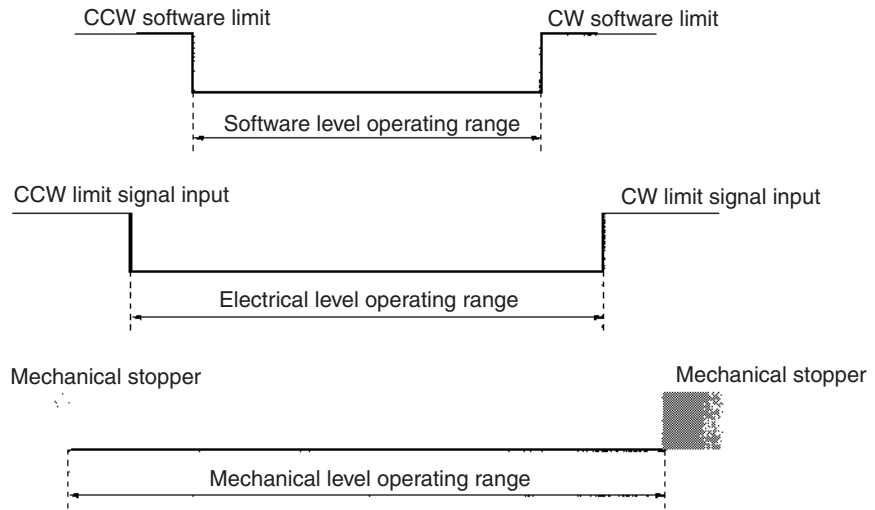 CCW software limit
CW software limit
Software level operating range
CCW limit signal input
CW limit signal input
Electrical level operating range
Mechanical stopper
Mechanical stopper
Mechanical level operating range